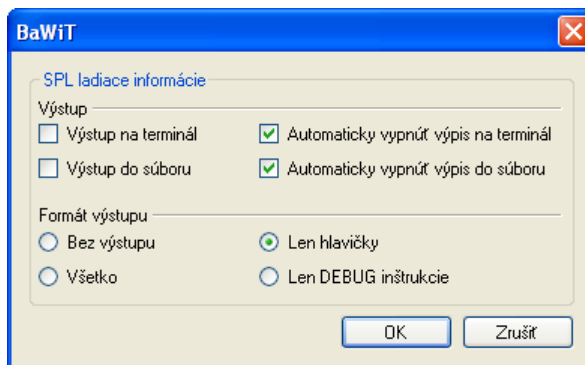 BaWiT
SPL ladiace informácie
Výstup
Výstup na terminál
Automaticky vypnúť výpis na terminál
Výstup do súboru
Automaticky vypnúť výpis do súboru
Formát výstupu
Bez výstupu
Len hlavičky
Všetko
Len DEBUG inštrukcie
OK
Zrušiť